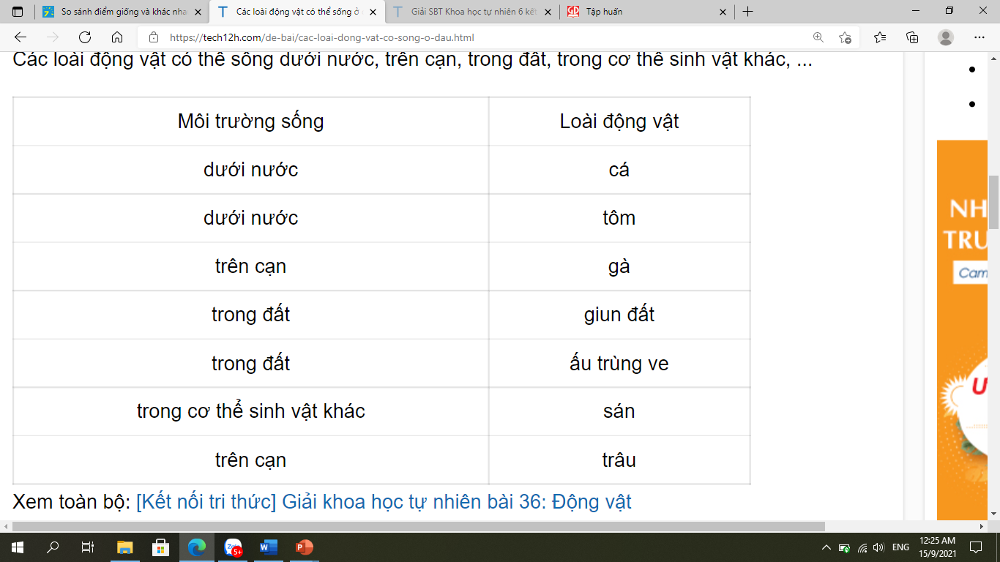 So sánh điểm giống và khác nha
Các loài động vật có thể sống ở
Giải SBT Khoa học tự nhiên 6 kết
Tập huấn
https://tech12h.com/de-bai/cac-loai-dong-vat-co-song-o-dau.html
Các loài động vật có thể sống dưới nước, trên cạn, trong đất, trong cơ thể sinh vật khác, ...
Môi trường sống Loài động vật
dưới nước cá
dưới nước tôm
trên cạn gà
trong đất giun đất
trong đất ấu trùng ve
trong cơ thể sinh vật khác sán
trên cạn trâu
Xem toàn bộ: [Kết nối tri thức] Giải khoa học tự nhiên bài 36: Động vật
NH
TRU
Cam
U
5+
ENG
12:25 AM
15/9/2021